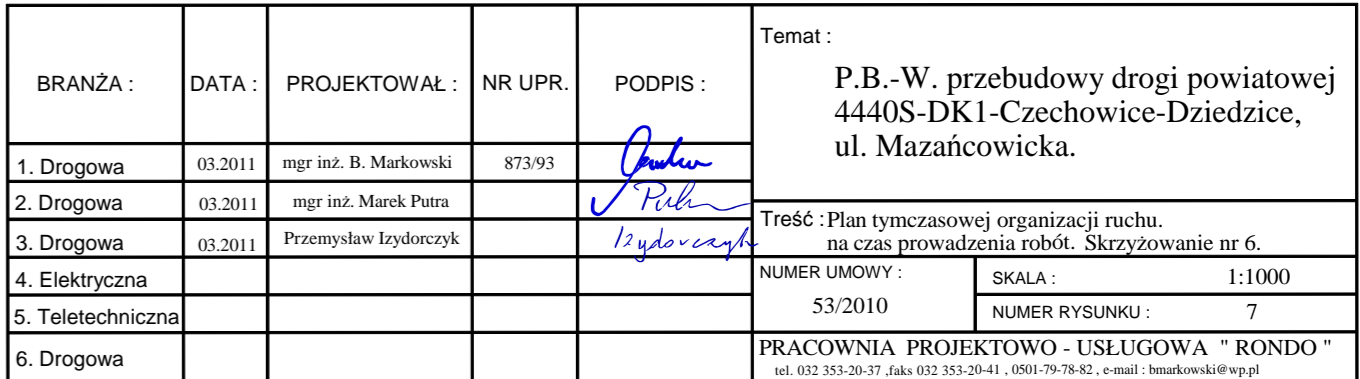 BRANŻA : DATA : PROJEKTOWAŁ : NR UPR. PODPIS :
1. Drogowa 03.2011 mgr inż. B. Markowski 873/93
2. Drogowa 03.2011 mgr inż. Marek Putra
3. Drogowa 03.2011 Przemysław Izydorczyk Izydorczyk
4. Elektryczna
5. Teletechniczna
6. Drogowa
Temat :
P.B.-W. przebudowy drogi powiatowej
4440S-DK1-Czechowice-Dziedzice,
ul. Mazańcowicka.
Treść : Plan tymczasowej organizacji ruchu.
na czas prowadzenia robót. Skrzyżowanie nr 6.
NUMER UMOWY :
53/2010
SKALA : 1:1000
NUMER RYSUNKU : 7
PRACOWNIA PROJEKTOWO - USŁUGOWA " RONDO "
tel. 032 353-20-37 ,faks 032 353-20-41 , 0501-79-78-82 , e-mail : bmarkowski@wp.pl